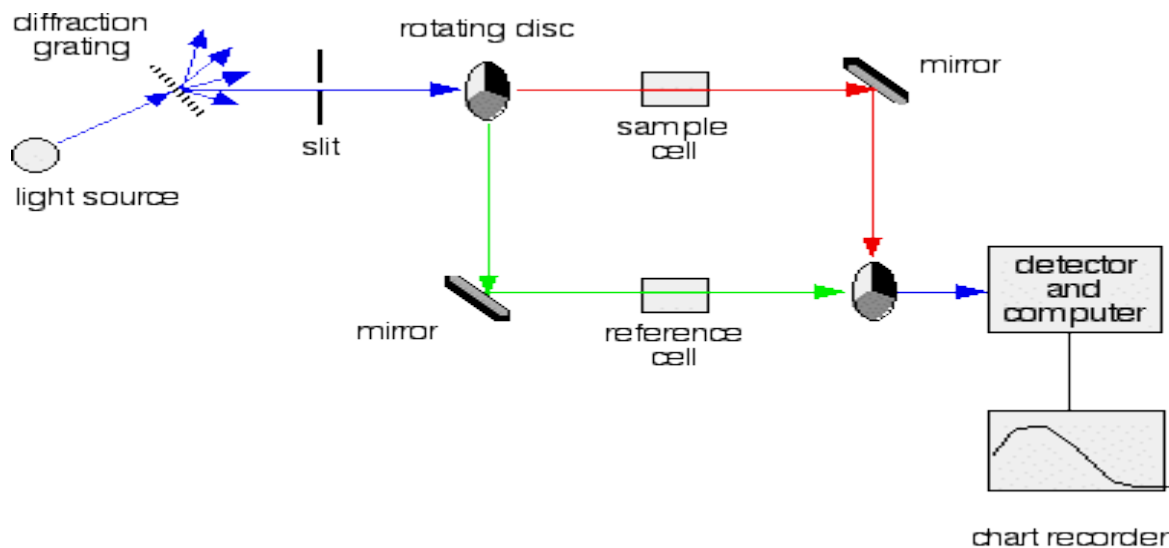 diffraction
grating
rotating disc
mirror
slit
sample
cell
light source
detector
and
computer
mirror
reference
cell
chart recorder